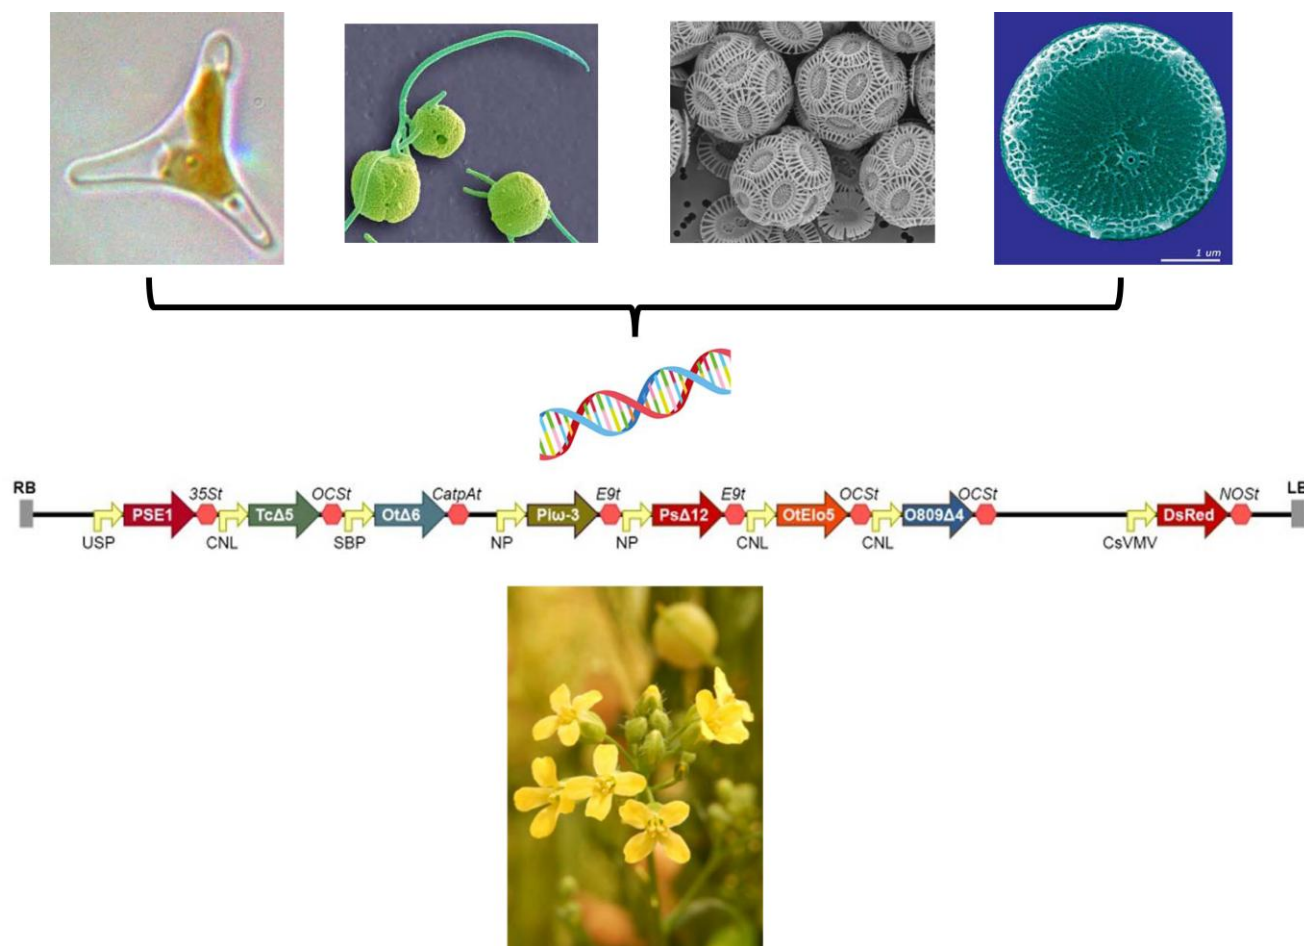 1 um
RB
35St
OCSt
CatpAt
E9t
E9t
OCSt
OCSt
NOSt
LB
PSE1
TcΔ5
OtΔ6
Piω-3
PsΔ12
OtElo5
O809Δ4
DsRed
USP
CNL
SBP
NP
NP
CNL
CNL
CsVMV